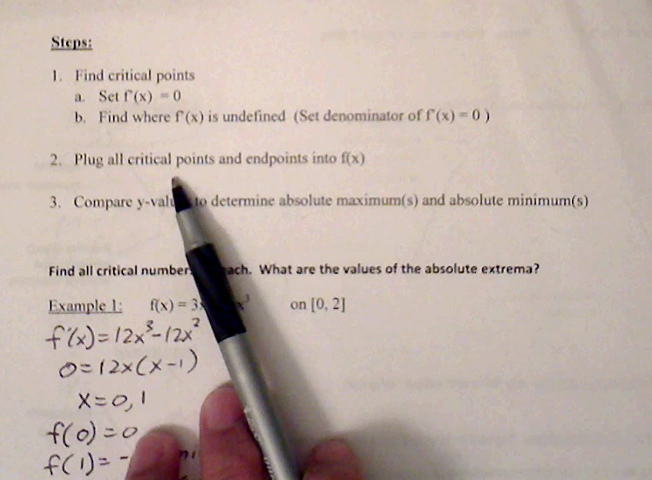 Steps:
1. Find critical points
a. Set f'(x) = 0
b. Find where f'(x) is undefined (Set denominator of f'(x) = 0 )
2. Plug all critical points and endpoints into f(x)
3. Compare to determine absolute maximum(s) and absolute minimum(s)
Find all critical What are the values of the absolute extrema?
Example 1: f(x) = 3 on [0, 2]
f'(x)=12x³-12x²
0=12x(x-1)
x=0,1
f(0)=0
f(1)= -